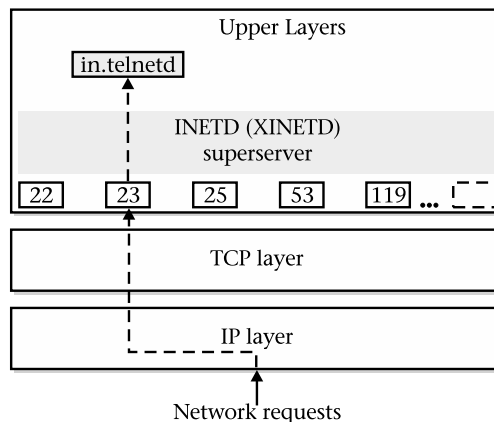 Upper Layers
in.telnetd
INETD (XINETD)
superserver
22 23 25 53 119 ...
TCP layer
IP layer
Network requests